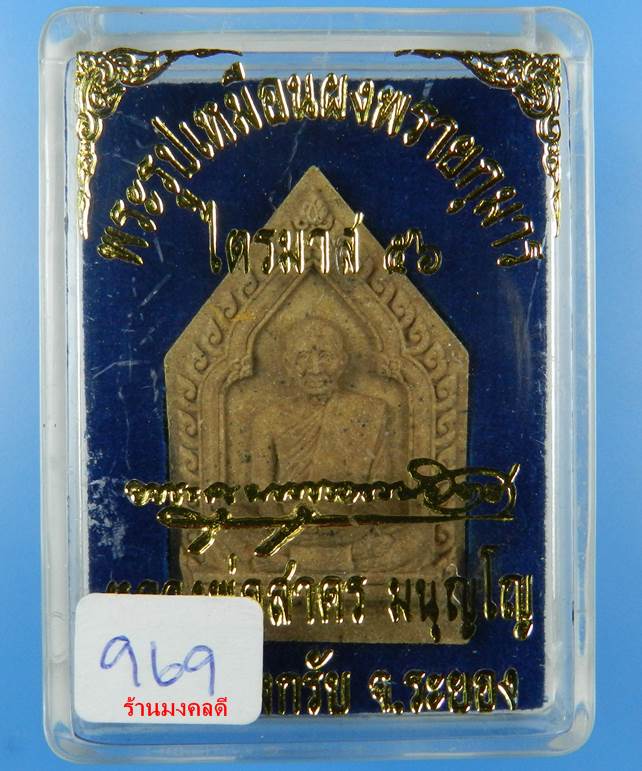 พระรูปเหมือนผงพรายกุมาร
ไตรมาส ๕๖
หลวงพ่อสาคร มนุญโญ
จ.ระยอง
969
ร้านมงคลดี